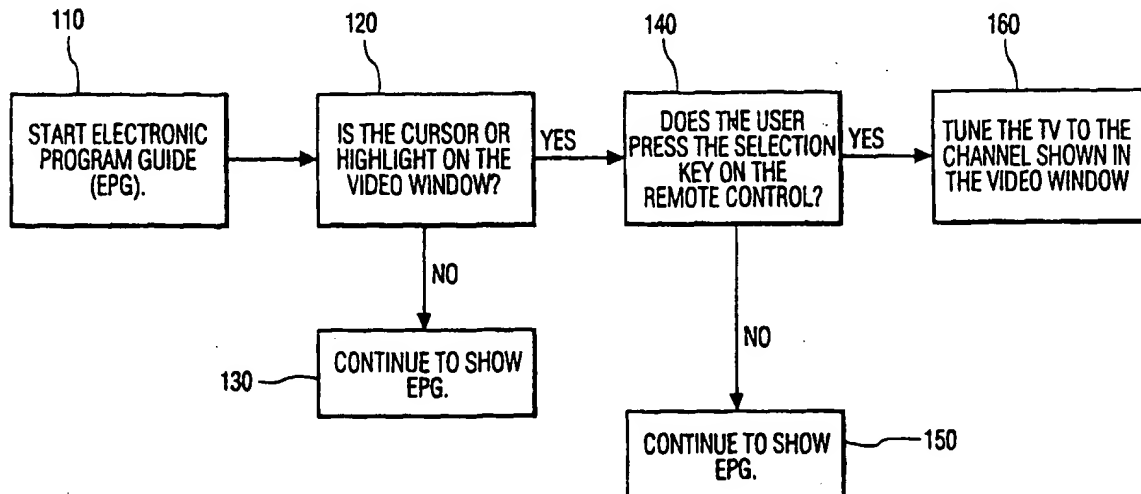 110
120
140
160
START ELECTRONIC
PROGRAM GUIDE
(EPG).
IS THE CURSOR OR
HIGHLIGHT ON THE
VIDEO WINDOW?
YES
DOES THE USER
PRESS THE SELECTION
KEY ON THE
REMOTE CONTROL?
YES
TUNE THE TV TO THE
CHANNEL SHOWN IN
THE VIDEO WINDOW
NO
NO
130
CONTINUE TO SHOW
EPG.
CONTINUE TO SHOW
EPG.
150